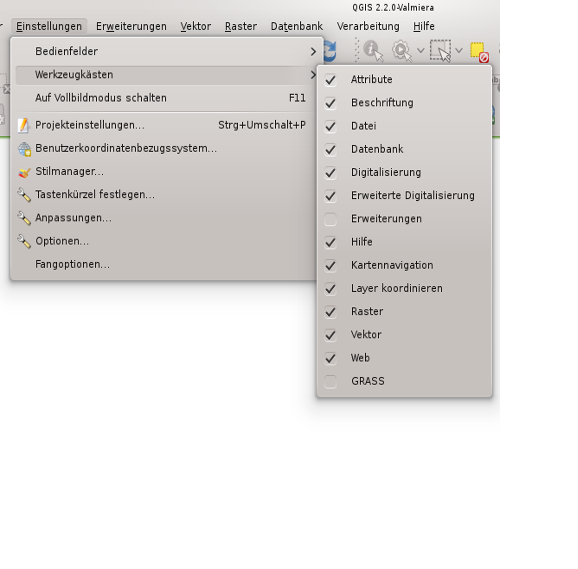 QGIS 2.2.0-Valmiera
Einstellungen Erweiterungen Vektor Raster Datenbank Verarbeitung Hilfe
Bedienfelder
Werkzeugkästen
Auf Vollbildmodus schalten F11
Projekteinstellungen... Strg+Umschalt+P
Benutzerkoordinatenbezugssystem...
Stilmanager...
Tastenkürzel festlegen...
Anpassungen...
Optionen...
Fangoptionen...
Attribute
Beschriftung
Datei
Datenbank
Digitalisierung
Erweiterte Digitalisierung
Erweiterungen
Hilfe
Kartennavigation
Layer koordinieren
Raster
Vektor
Web
GRASS